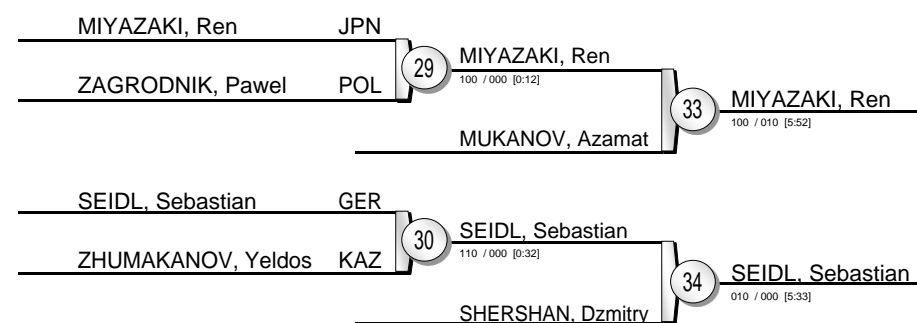 MIYAZAKI, Ren JPN
29
MIYAZAKI, Ren
100 / 000 [0:12]
ZAGRODNIK, Pawel POL
33
MIYAZAKI, Ren
100 / 010 [5:52]
MUKANOV, Azamat
SEIDL, Sebastian GER
30
SEIDL, Sebastian
110 / 000 [0:32]
ZHUMAKANOV, Yeldos KAZ
34
SEIDL, Sebastian
010 / 000 [5:33]
SHERSHAN, Dzmitry